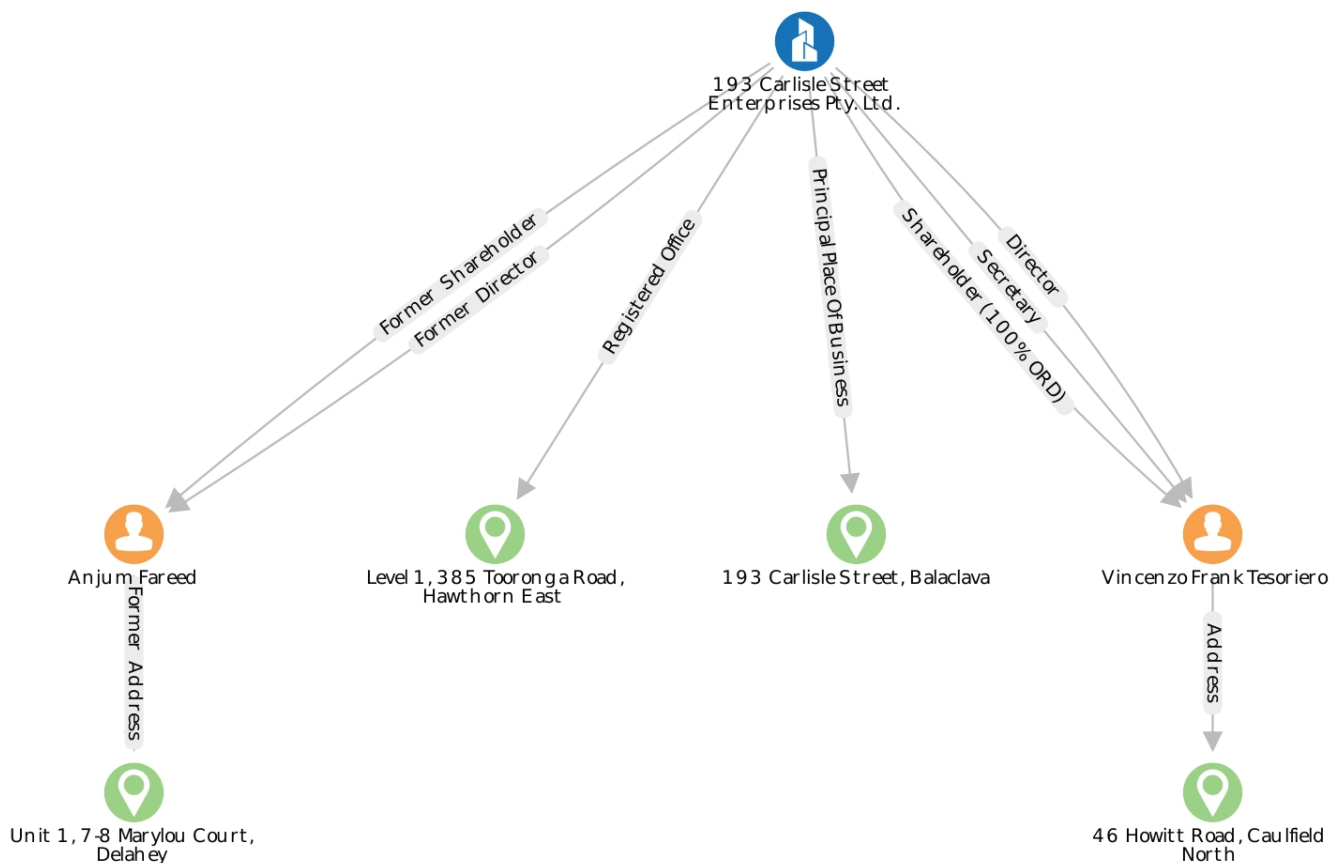 193 Carlisle Street
Enterprises Pty. Ltd.
Former Shareholder
Former Director
Registered Office
Principal Place Of Business
Shareholder (100% ORD)
Secretary
Director
Anjum Fareed
Level 1, 385 Tooronga Road,
Hawthorn East
193 Carlisle Street, Balaclava
Vincenzo Frank Tesoriero
Former Address
Address
Unit 1, 7-8 Marylou Court,
Delahey
46 Howitt Road, Caulfield
North